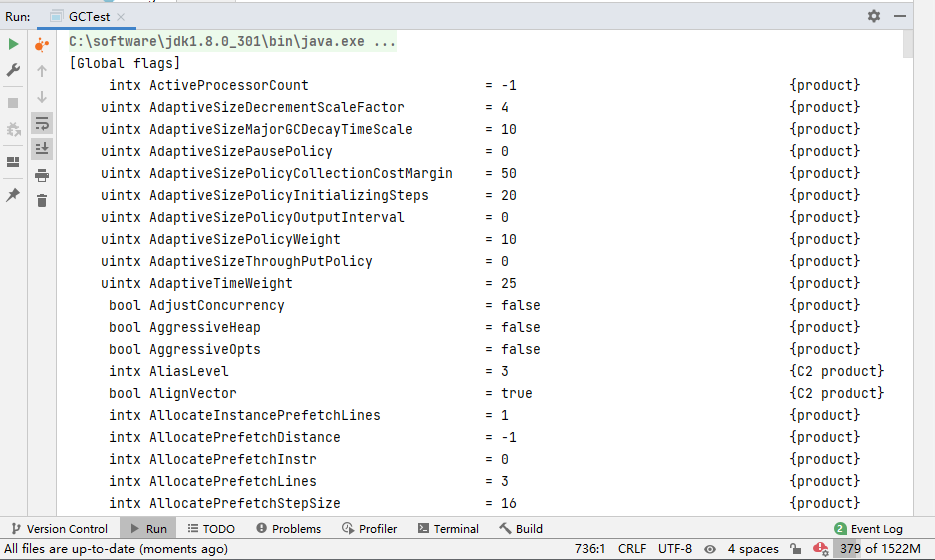 Run: GCTest
C:\software\jdk1.8.0_301\bin\java.exe ...
[Global flags]
intx ActiveProcessorCount = -1 {product}
uintx AdaptiveSizeDecrementScaleFactor = 4 {product}
uintx AdaptiveSizeMajorGCDecayTimeScale = 10 {product}
uintx AdaptiveSizePausePolicy = 0 {product}
uintx AdaptiveSizePolicyCollectionCostMargin = 50 {product}
uintx AdaptiveSizePolicyInitializingSteps = 20 {product}
uintx AdaptiveSizePolicyOutputInterval = 0 {product}
uintx AdaptiveSizePolicyWeight = 10 {product}
uintx AdaptiveSizeThroughPutPolicy = 0 {product}
uintx AdaptiveTimeWeight = 25 {product}
bool AdjustConcurrency = false {product}
bool AggressiveHeap = false {product}
bool AggressiveOpts = false {product}
intx AliasLevel = 3 {C2 product}
bool AlignVector = true {C2 product}
intx AllocateInstancePrefetchLines = 1 {product}
intx AllocatePrefetchDistance = -1 {product}
intx AllocatePrefetchInstr = 0 {product}
intx AllocatePrefetchLines = 3 {product}
intx AllocatePrefetchStepSize = 16 {product}
Version Control Run TODO Problems Profiler Terminal Build 2 Event Log
All files are up-to-date (moments ago) 736:1 CRLF UTF-8 4 spaces 379 of 1522M